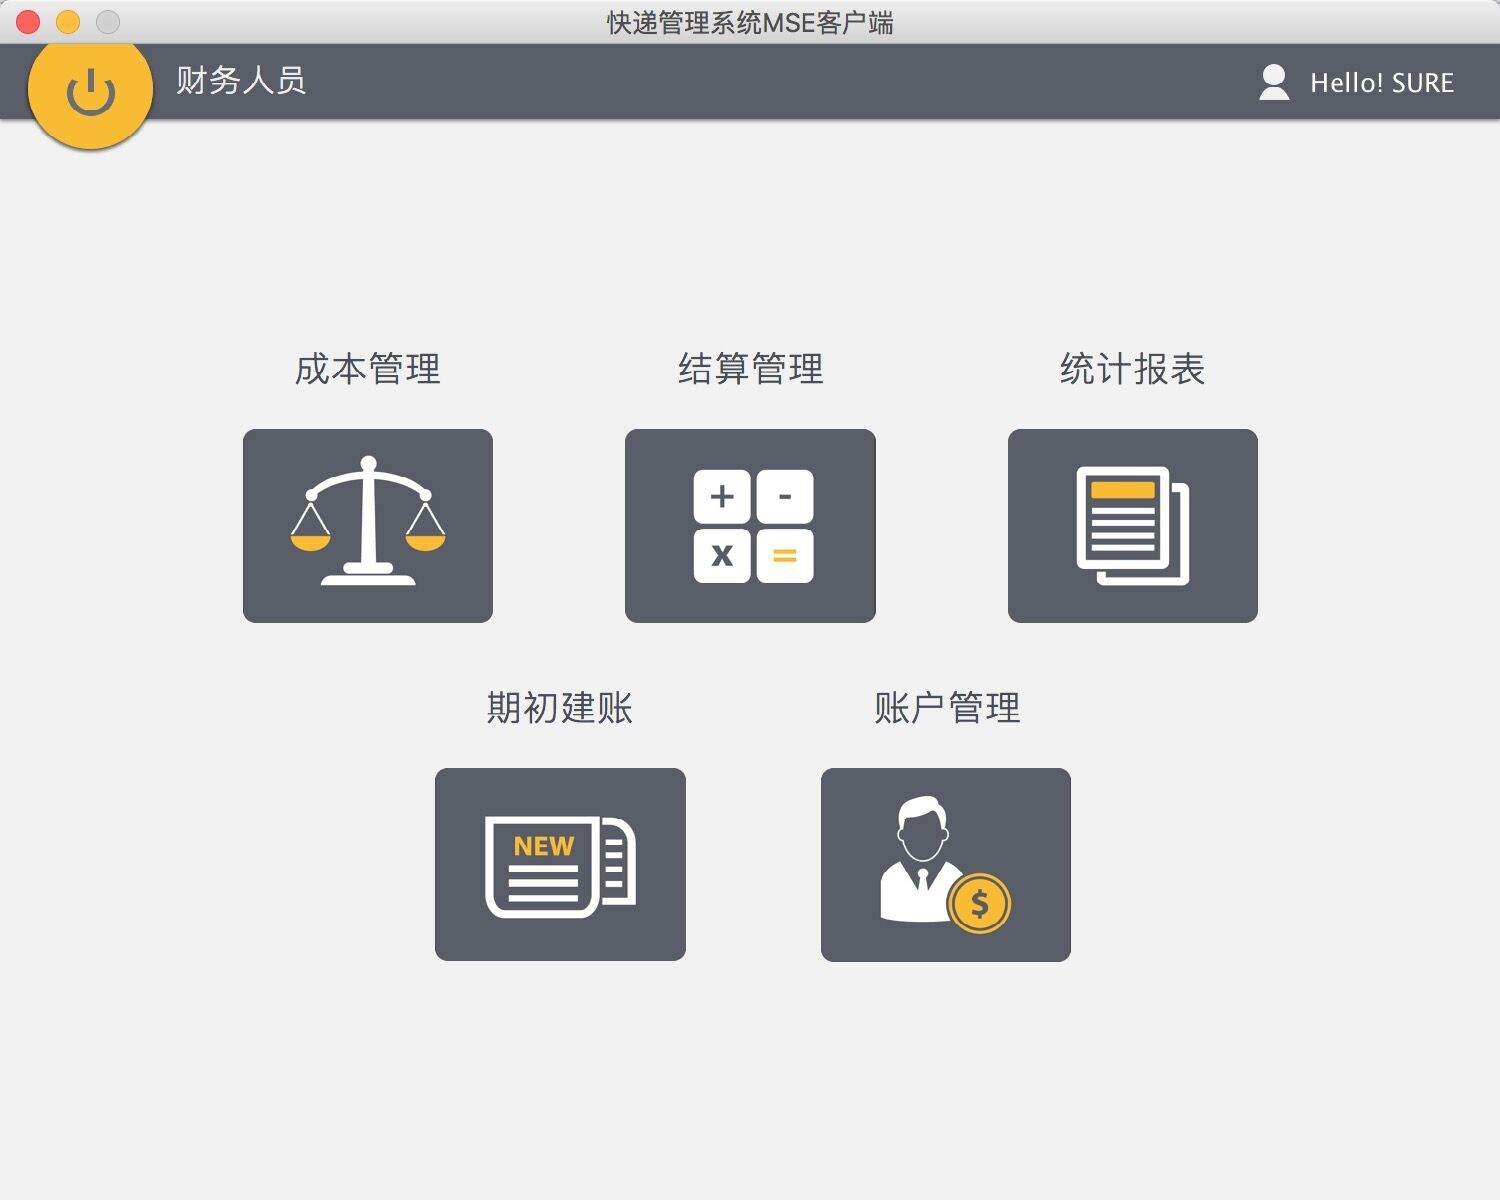 快递管理系统MSE客户端
财务人员
Hello! SURE
成本管理
结算管理
统计报表
+ -
x =
期初建账
账户管理
NEW
$